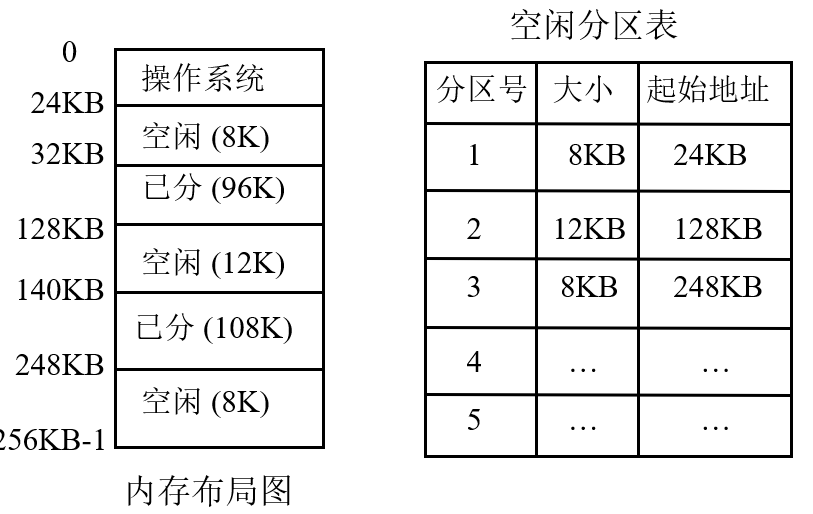 0
操作系统
24KB
空闲 (8K)
32KB
已分 (96K)
128KB
空闲 (12K)
140KB
已分 (108K)
248KB
空闲 (8K)
256KB-1
内存布局图
空闲分区表
分区号 大小 起始地址
1 8KB 24KB
2 12KB 128KB
3 8KB 248KB
4 … …
5 … …